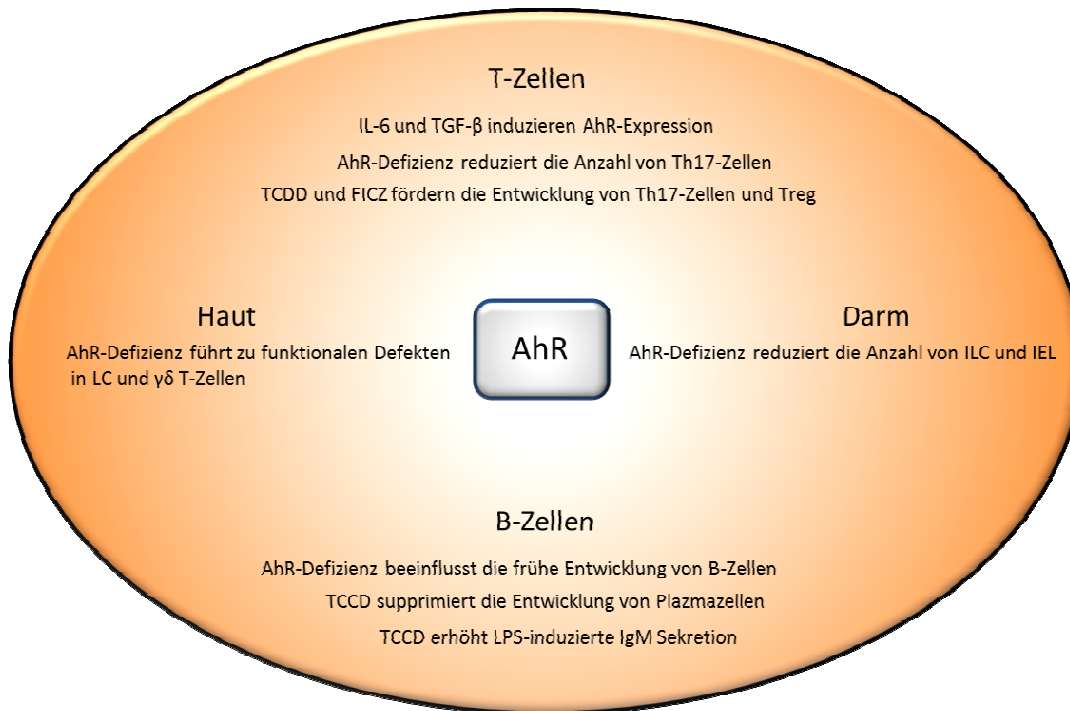 T-Zellen
IL-6 und TGF-β induzieren AhR-Expression
AhR-Defizienz reduziert die Anzahl von Th17-Zellen
TCDD und FICZ fördern die Entwicklung von Th17-Zellen und Treg
Haut
AhR-Defizienz führt zu funktionalen Defekten
in LC und γδ T-Zellen
AhR
Darm
AhR-Defizienz reduziert die Anzahl von ILC und IEL
B-Zellen
AhR-Defizienz beeinflusst die frühe Entwicklung von B-Zellen
TCCD supprimiert die Entwicklung von Plazmazellen
TCCD erhöht LPS-induzierte IgM Sekretion